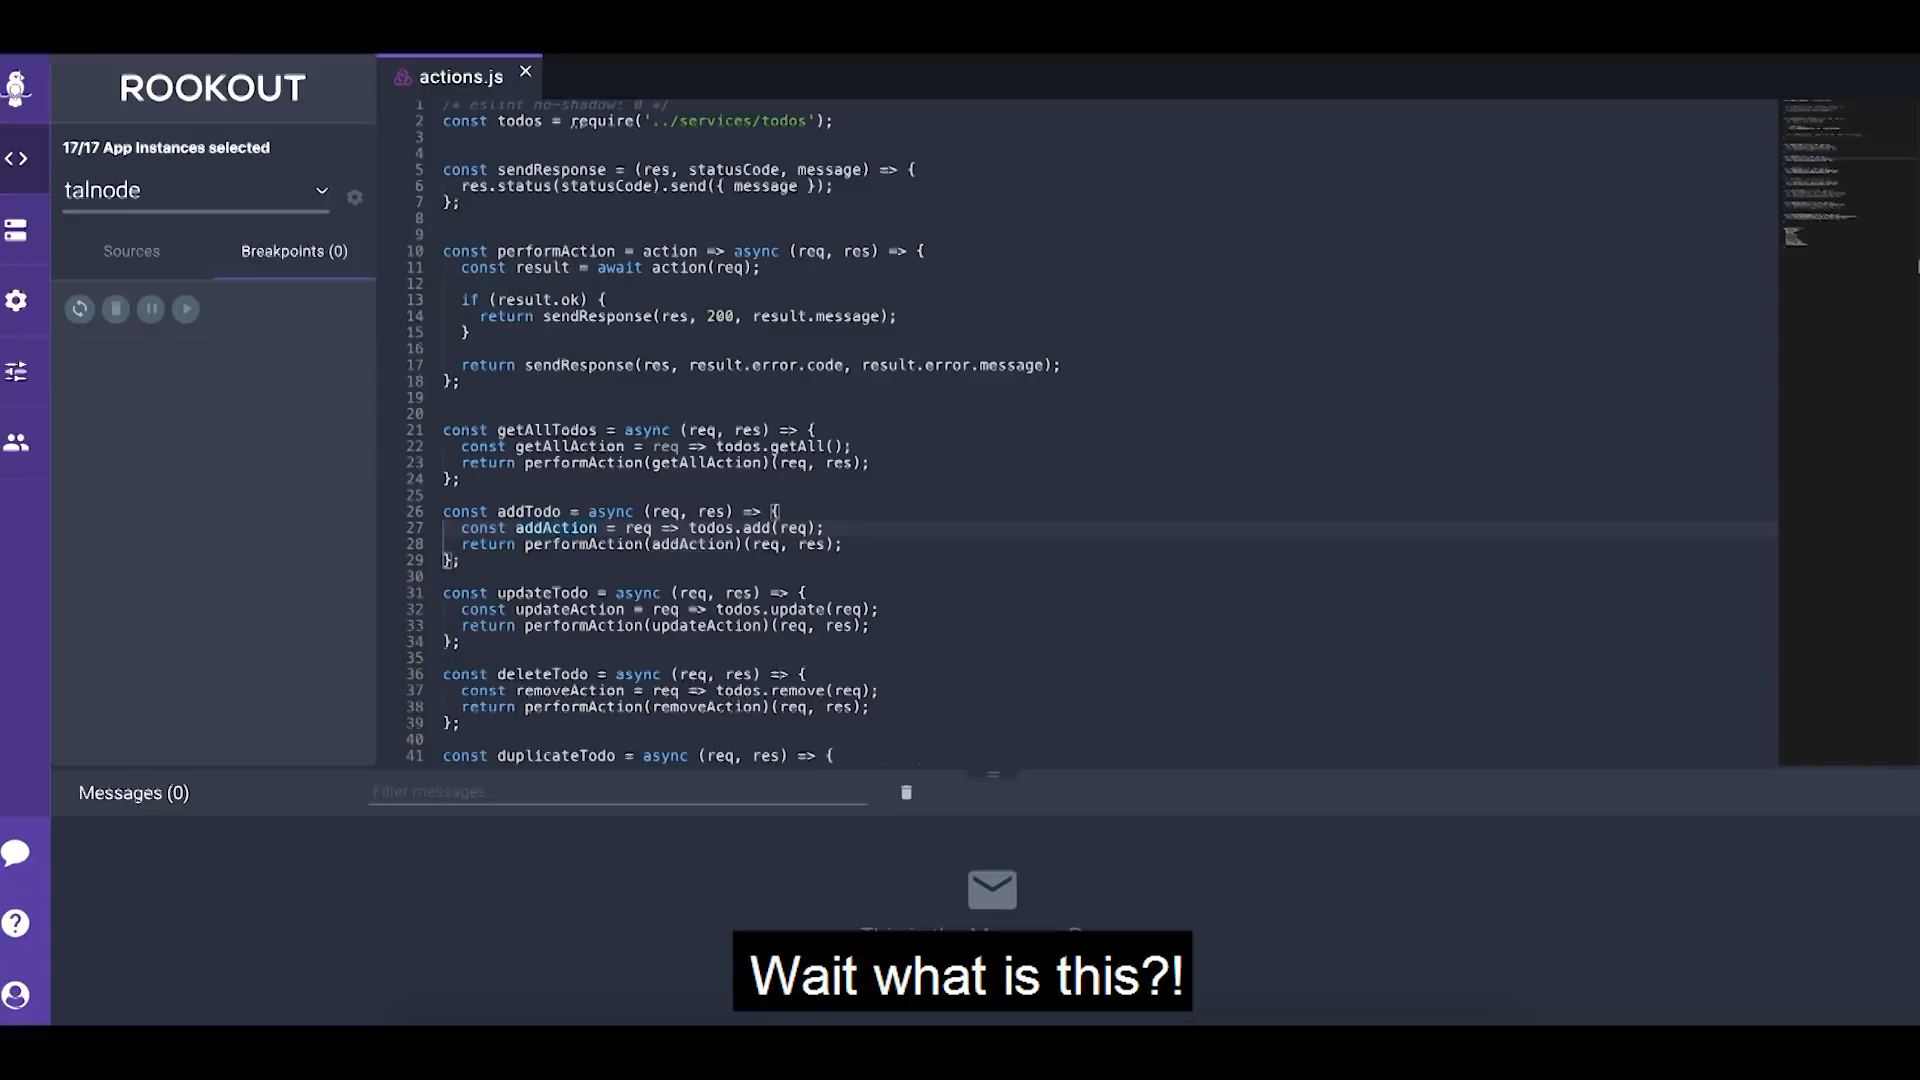 ROOKOUT
17/17 App Instances selected
talnode
Sources
Breakpoints (0)
actions.js
1 /* eslint no-shadow: 0 */
2 const todos = require('../services/todos');
3
4
5 const sendResponse = (res, statusCode, message) => {
6 res.status(statusCode).send({ message });
7 };
8
9
10 const performAction = action => async (req, res) => {
11 const result = await action(req);
12
13 if (result.ok) {
14 return sendResponse(res, 200, result.message);
15 }
16
17 return sendResponse(res, result.error.code, result.error.message);
18 };
19
20
21 const getAllTodos = async (req, res) => {
22 const getAllAction = req => todos.getAll();
23 return performAction(getAllAction)(req, res);
24 };
25
26 const addTodo = async (req, res) => {
27 const addAction = req => todos.add(req);
28 return performAction(addAction)(req, res);
29 };
30
31 const updateTodo = async (req, res) => {
32 const updateAction = req => todos.update(req);
33 return performAction(updateAction)(req, res);
34 };
35
36 const deleteTodo = async (req, res) => {
37 const removeAction = req => todos.remove(req);
38 return performAction(removeAction)(req, res);
39 };
40
41 const duplicateTodo = async (req, res) => {
Messages (0)
Filter messages...
Wait what is this?!